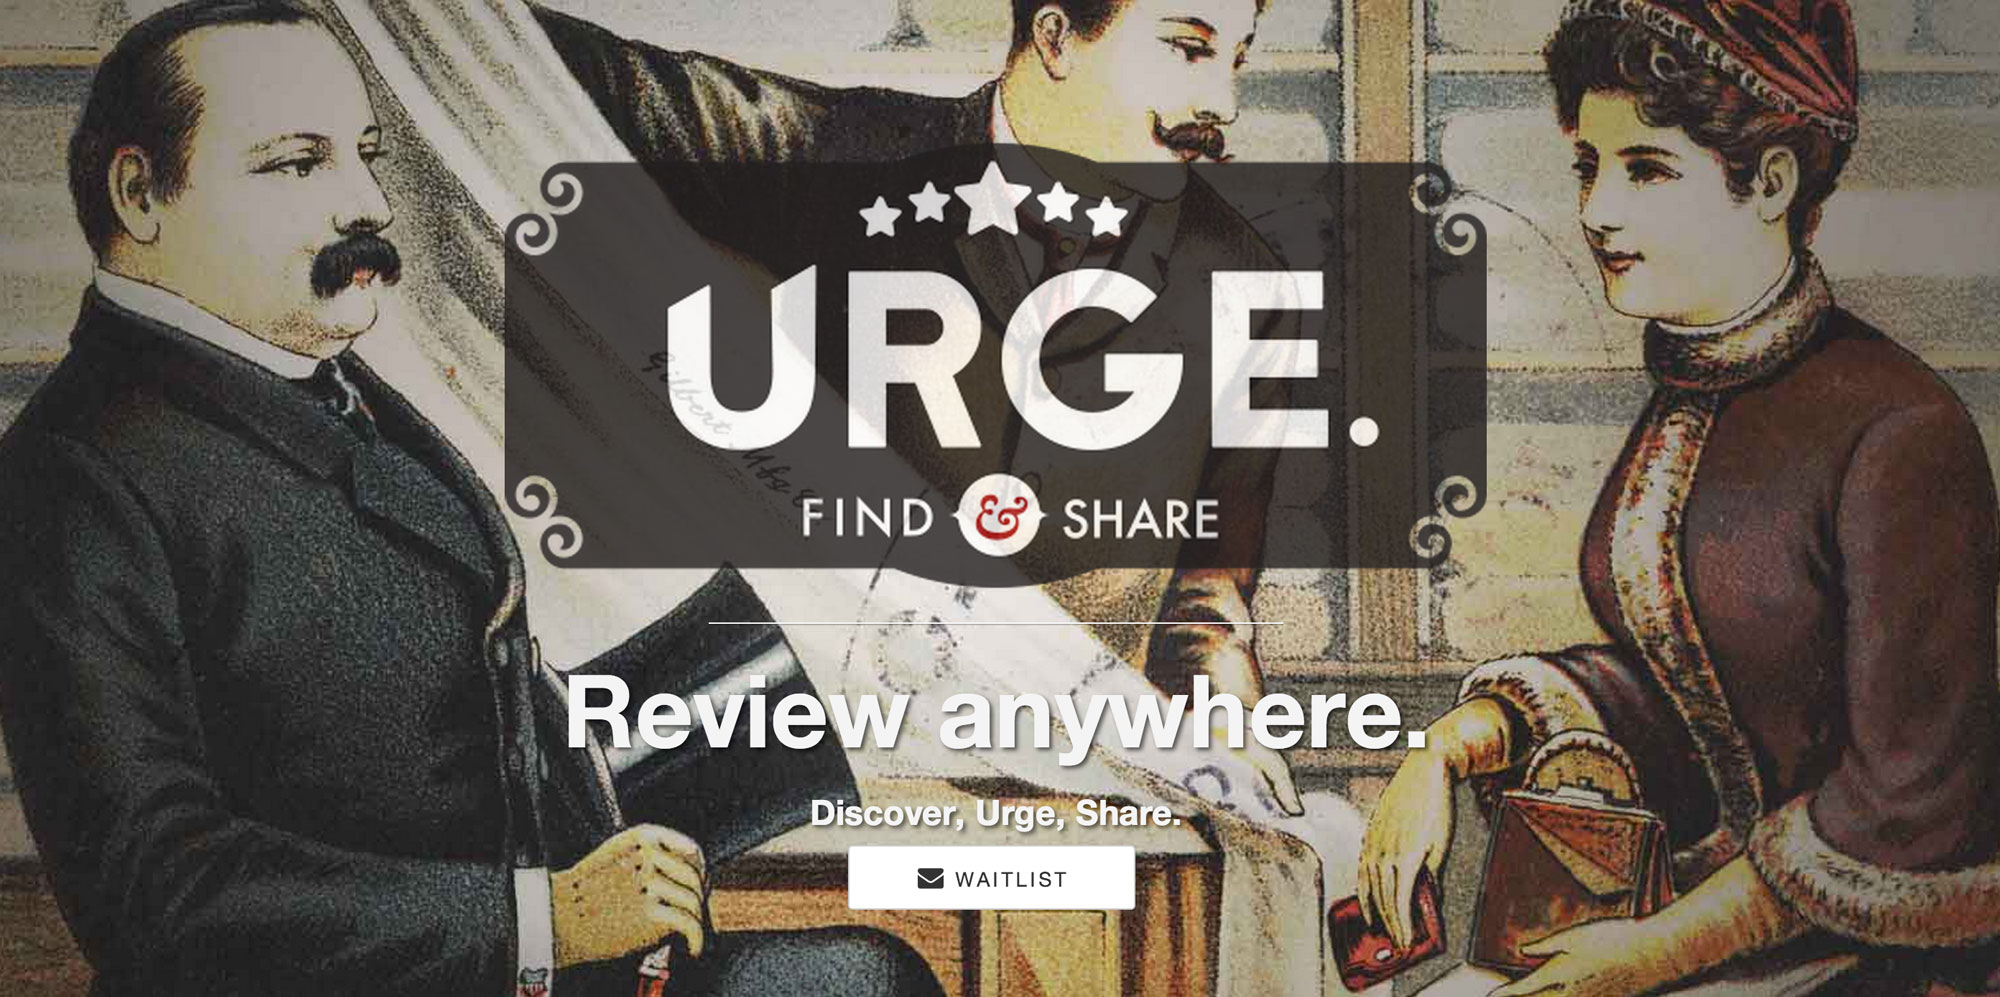 URGE.
FIND & SHARE
Review anywhere.
Discover, Urge, Share.
WAITLIST